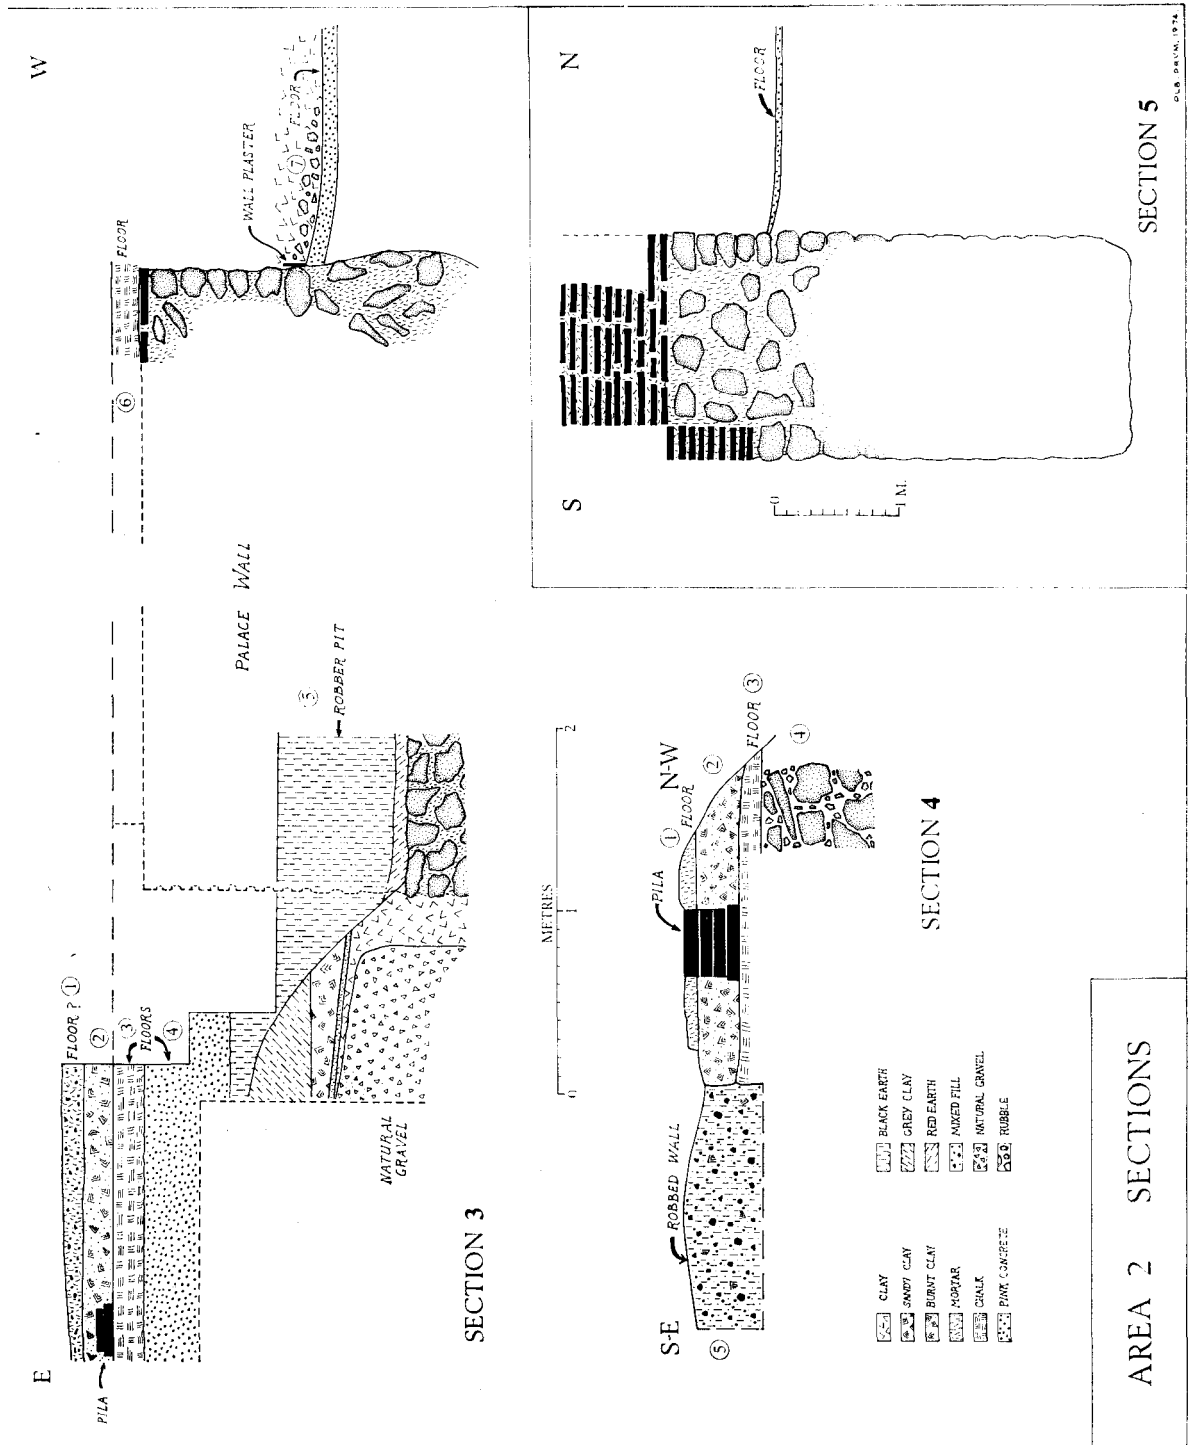 E
W
FLOOR ? ①
②
③
FLOORS
④
PILA
⑥
FLOOR
PALACE WALL
WALL PLASTER
⑦ FLOOR
⑤
ROBBER PIT
NATURAL
GRAVEL
SECTION 3
0
1
2
METRES
S·E
N·W
PILA
① FLOOR
②
FLOOR ③
④
ROBBED WALL
⑤
SECTION 4
CLAY
SANDY CLAY
BURNT CLAY
MORTAR
CHALK
PINK CONCRETE
BLACK EARTH
GREY CLAY
RED EARTH
MIXED FILL
NATURAL GRAVEL
RUBBLE
S
N
FLOOR
0
1 M.
SECTION 5
AREA 2 SECTIONS
1974